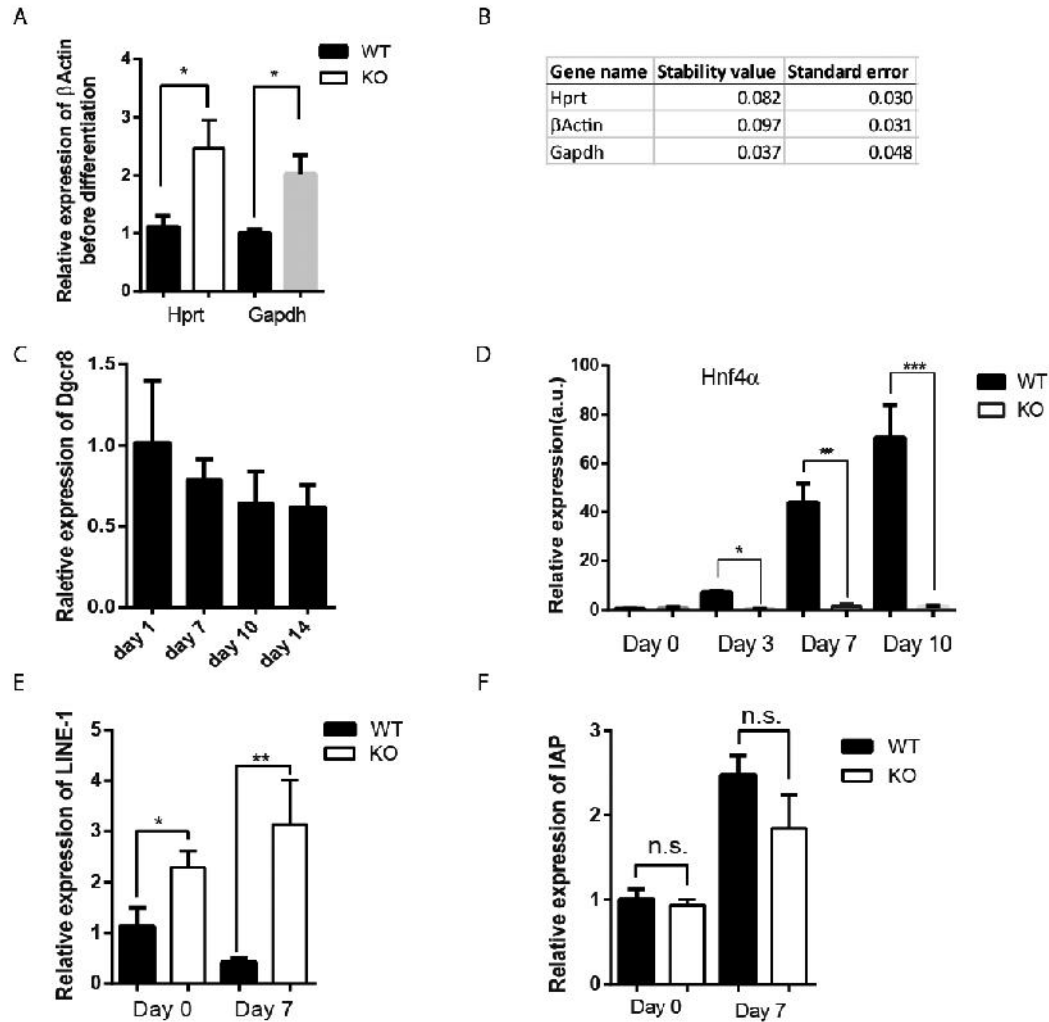 A
Relative expression of βActin
before differentiation
4
3
2
1
0
*
*
Hprt
Gapdh
WT
KO
B
Gene name Stability value Standard error
Hprt 0.082 0.030
βActin 0.097 0.031
Gapdh 0.037 0.048
C
Raletive expression of Dgcr8
1.5
1.0
0.5
0.0
day 1
day 7
day 10
day 14
D
Hnf4α
Relative expression(a.u.)
100
80
60
40
20
0
*
***
***
Day 0
Day 3
Day 7
Day 10
WT
KO
E
Relative expression of LINE-1
5
4
3
2
1
0
*
**
Day 0
Day 7
WT
KO
F
Relative expression of IAP
3
2
1
0
n.s.
n.s.
Day 0
Day 7
WT
KO